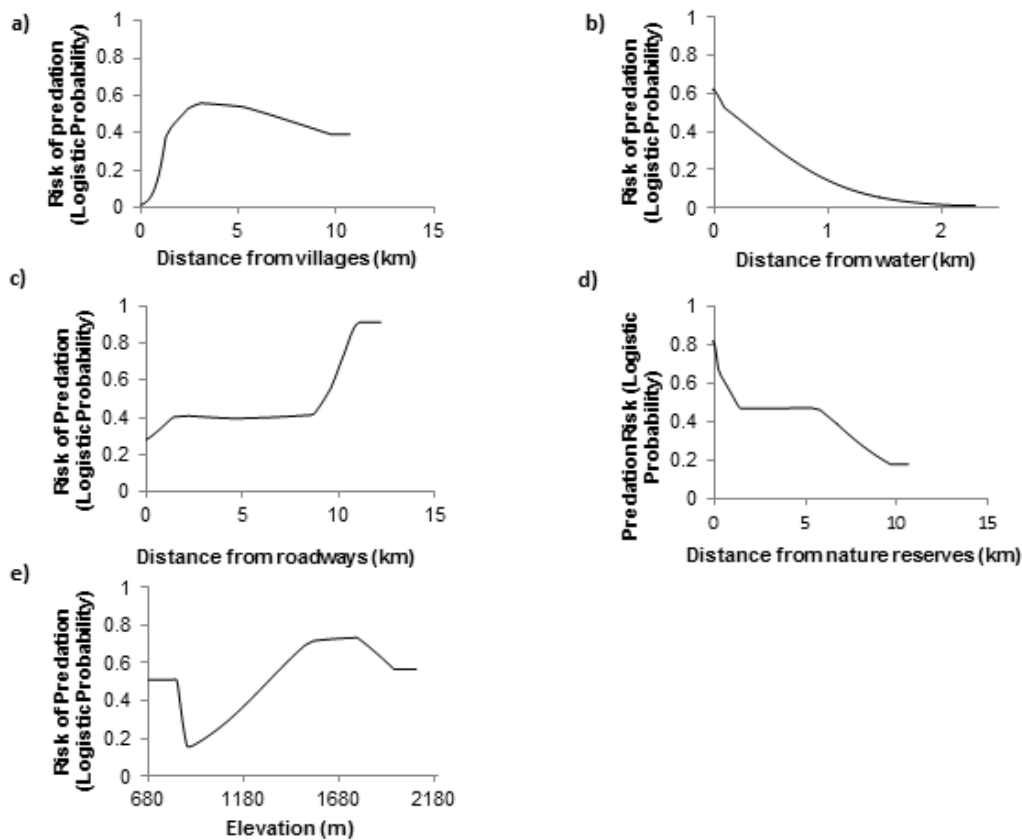 a)
Risk of predation
(Logistic Probability)
1
0.8
0.6
0.4
0.2
0
0 5 10 15
Distance from villages (km)
b)
Risk of predation
(Logistic Probability)
1
0.8
0.6
0.4
0.2
0
0 1 2
Distance from water (km)
c)
Risk of Predation
(Logistic Probability)
1
0.8
0.6
0.4
0.2
0
0 5 10 15
Distance from roadways (km)
d)
Predation Risk (Logistic
Probability)
1
0.8
0.6
0.4
0.2
0
0 5 10 15
Distance from nature reserves (km)
e)
Risk of Predation
(Logistic Probability)
1
0.8
0.6
0.4
0.2
0
680 1180 1680 2180
Elevation (m)